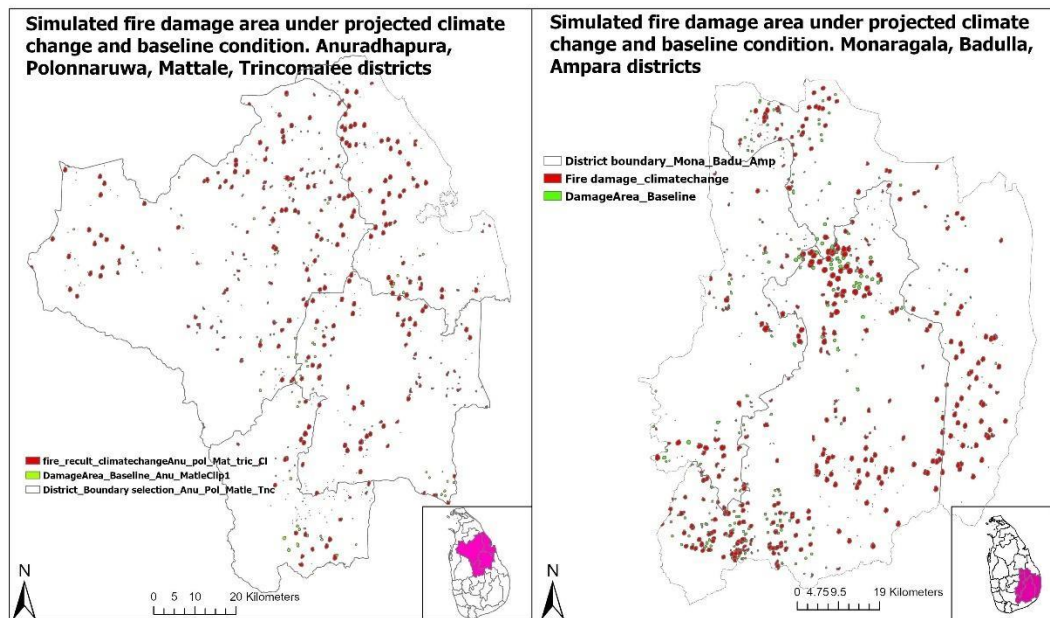 Simulated fire damage area under projected climate
change and baseline condition. Anuradhapura,
Polonnaruwa, Mattale, Trincomalee districts
fire_recult_climatechangeAnu_pol_Mat_tric_Cl
DamageArea_Baseline_Anu_MatleClip1
District_Boundary selection_Anu_Pol_Matle_Tnc
N
0 5 10 20 Kilometers
Simulated fire damage area under projected climate
change and baseline condition. Monaragala, Badulla,
Ampara districts
District boundary_Mona_Badu_Amp
Fire damage_climatechange
DamageArea_Baseline
N
0 4.759.5 19 Kilometers